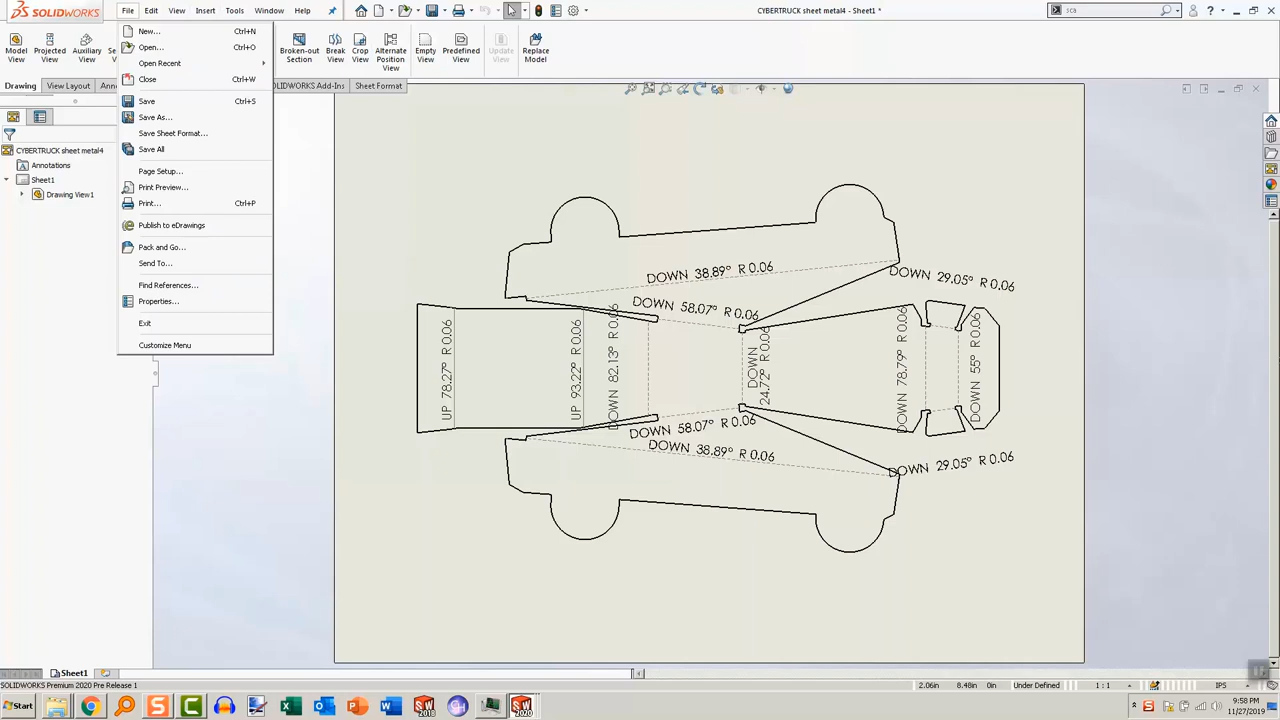 SOLIDWORKS File Edit View Insert Tools Window Help
CYBERTRUCK sheet metal4 - Sheet1 *
sca
Model View
Projected View
Auxiliary View
Broken-out Section
Break View
Crop View
Alternate Position View
Empty View
Predefined View
Update View
Replace Model
Drawing View Layout
SOLIDWORKS Add-Ins Sheet Format
New... Ctrl+N
Open... Ctrl+O
Open Recent
Close Ctrl+W
Save Ctrl+S
Save As...
Save Sheet Format...
Save All
Page Setup...
Print Preview...
Print... Ctrl+P
Publish to eDrawings
Pack and Go...
Send To...
Find References...
Properties...
Exit
Customize Menu
CYBERTRUCK sheet metal4
Annotations
Sheet1
Drawing View1
DOWN 38.89° R 0.06
DOWN 29.05° R 0.06
DOWN 58.07° R 0.06
UP 78.27° R 0.06
UP 93.22° R 0.06
DOWN 82.13° R 0.06
DOWN
24.72° R 0.06
DOWN 78.79° R 0.06
DOWN 55° R 0.06
DOWN 58.07° R 0.06
DOWN 38.89° R 0.06
DOWN 29.05° R 0.06
Sheet1
SOLIDWORKS Premium 2020 Pre Release 1
2.06in 8.48in 0in Under Defined 1 : 1 IPS
Start
9:58 PM
11/27/2019